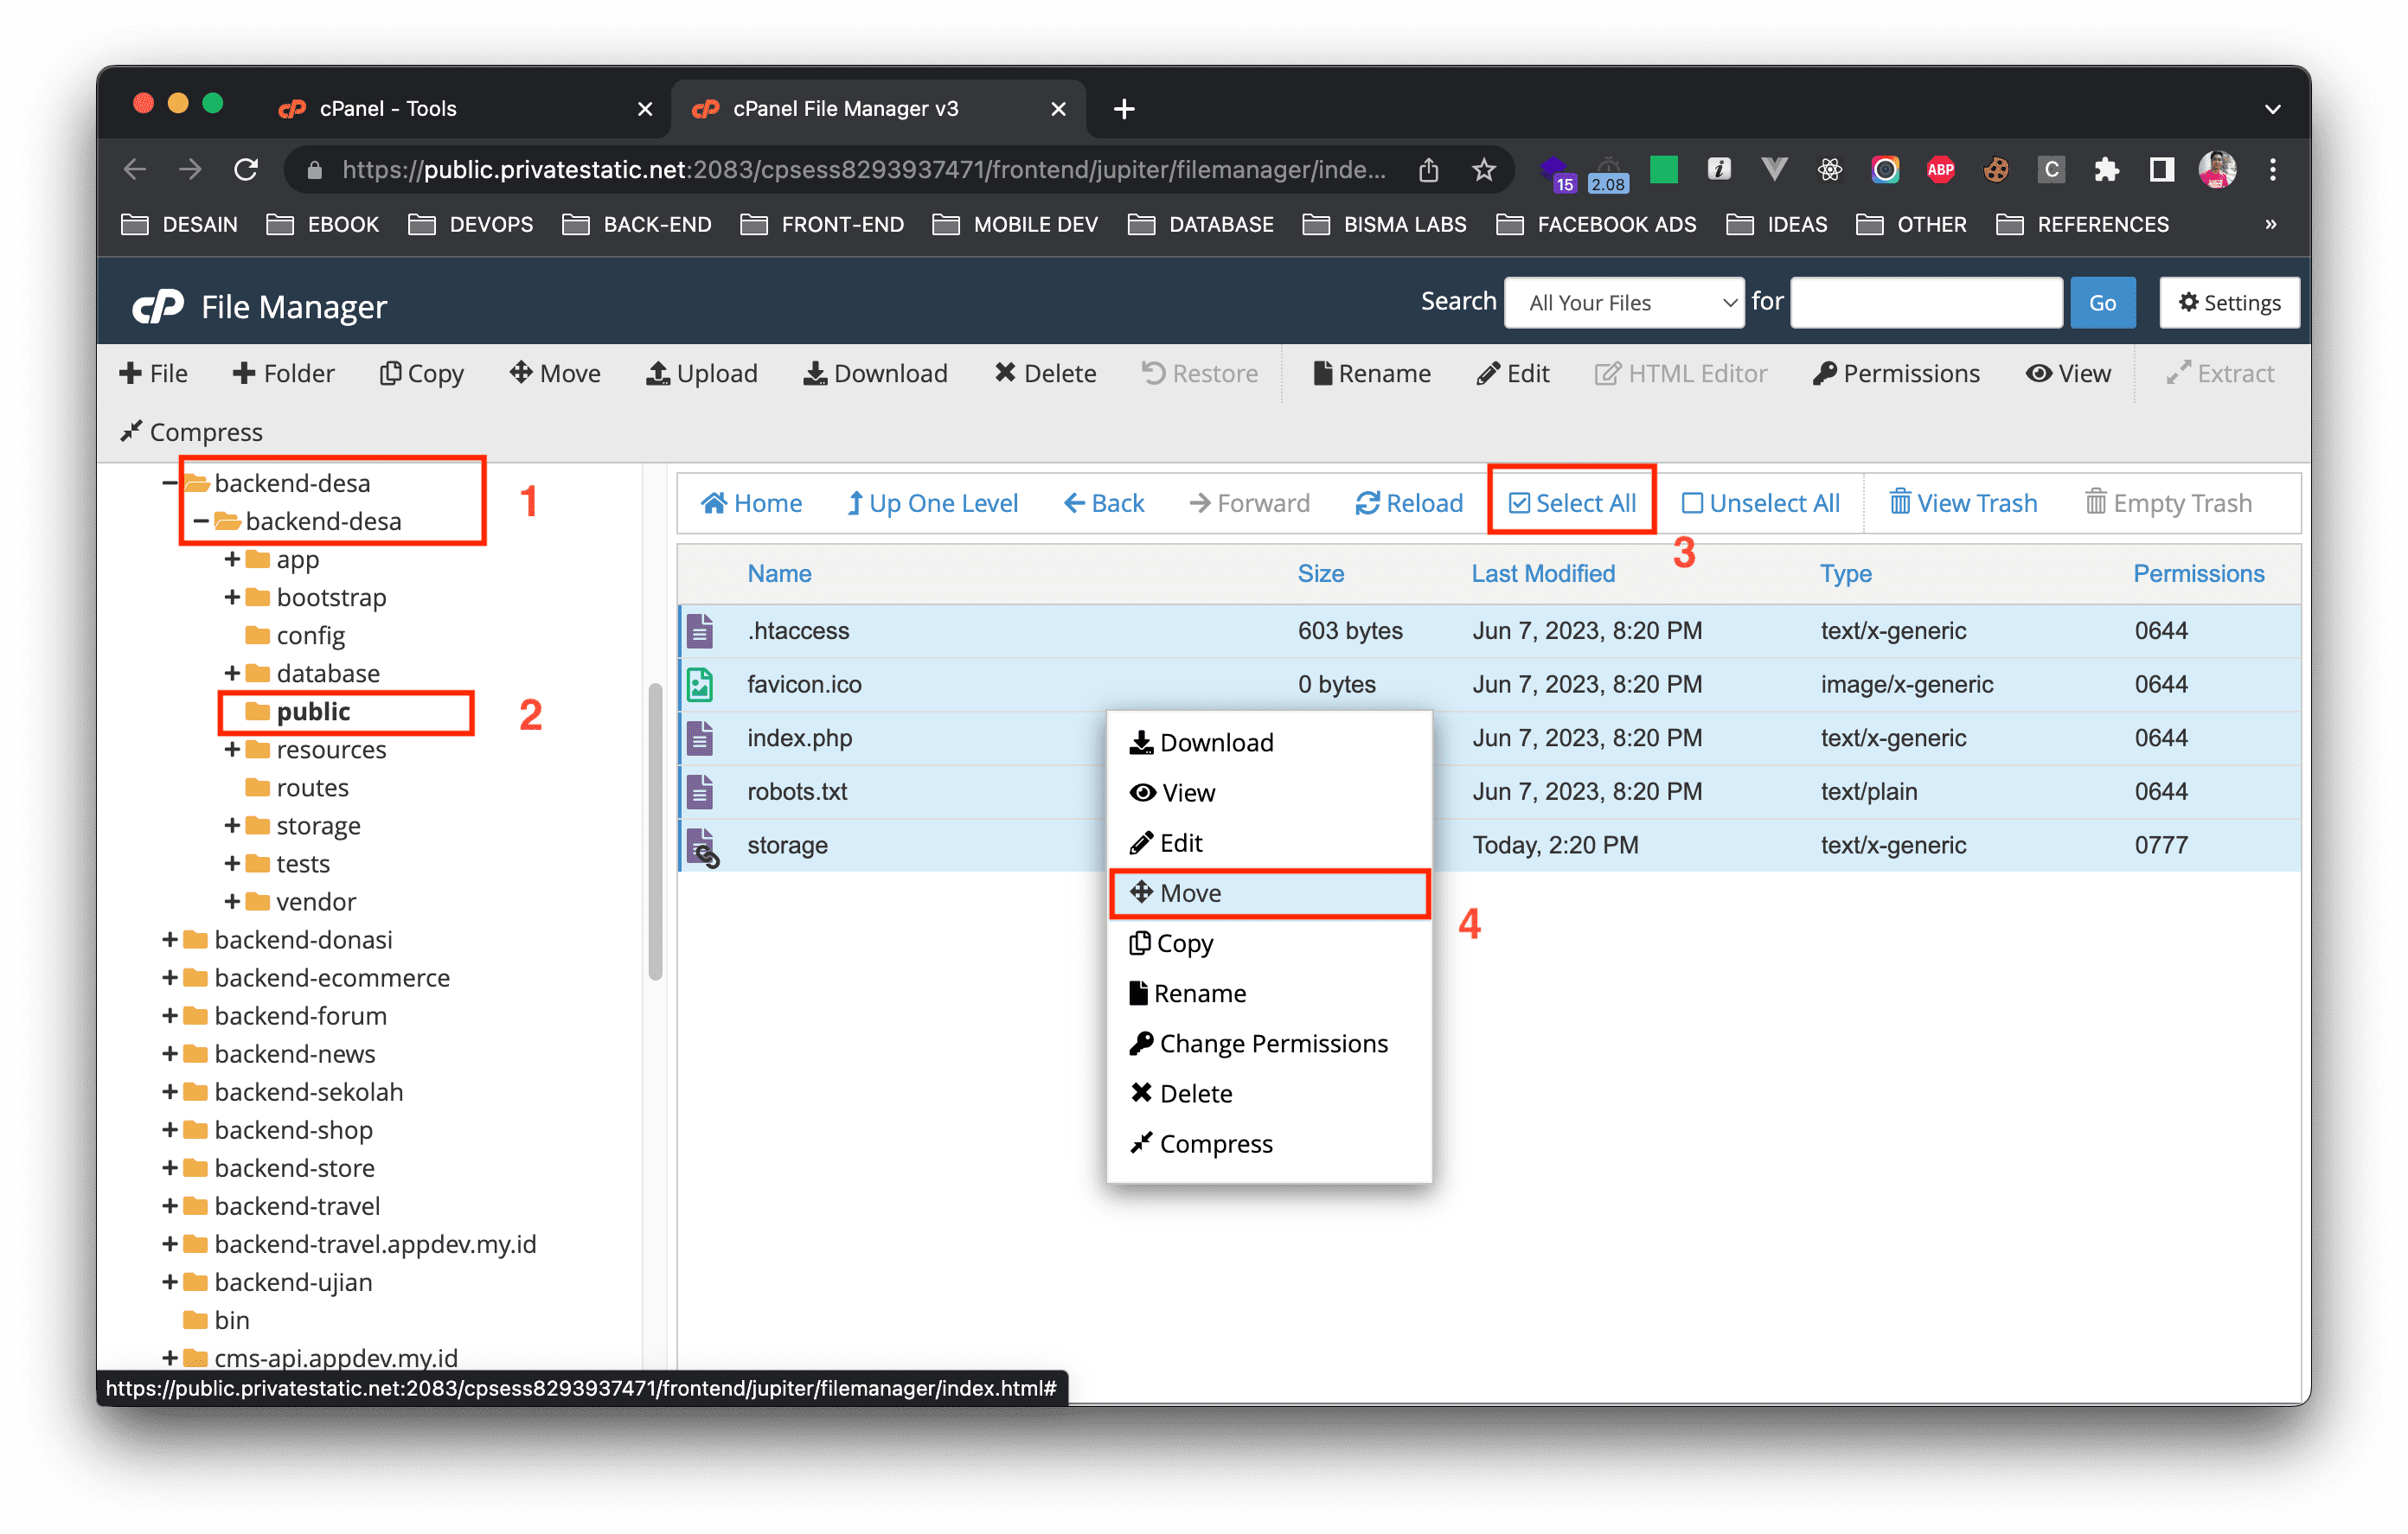 cPanel - Tools
cPanel File Manager v3
https://public.privatestatic.net:2083/cpsess8293937471/frontend/jupiter/filemanager/inde...
15
2.08
ABP
C
DESAIN EBOOK DEVOPS BACK-END FRONT-END MOBILE DEV DATABASE BISMA LABS FACEBOOK ADS IDEAS OTHER REFERENCES »
cP File Manager
Search All Your Files for Go Settings
File Folder Copy Move Upload Download Delete Restore Rename Edit HTML Editor Permissions View Extract
Compress
backend-desa
backend-desa
1
app
bootstrap
config
database
public
2
resources
routes
storage
tests
vendor
backend-donasi
backend-ecommerce
backend-forum
backend-news
backend-sekolah
backend-shop
backend-store
backend-travel
backend-travel.appdev.my.id
backend-ujian
bin
cms-api.appdev.my.id
Home Up One Level Back Forward Reload Select All Unselect All View Trash Empty Trash
3
Name Size Last Modified Type Permissions
.htaccess 603 bytes Jun 7, 2023, 8:20 PM text/x-generic 0644
favicon.ico 0 bytes Jun 7, 2023, 8:20 PM image/x-generic 0644
index.php Jun 7, 2023, 8:20 PM text/x-generic 0644
robots.txt Jun 7, 2023, 8:20 PM text/plain 0644
storage Today, 2:20 PM text/x-generic 0777
Download
View
Edit
Move
4
Copy
Rename
Change Permissions
Delete
Compress
https://public.privatestatic.net:2083/cpsess8293937471/frontend/jupiter/filemanager/index.html#